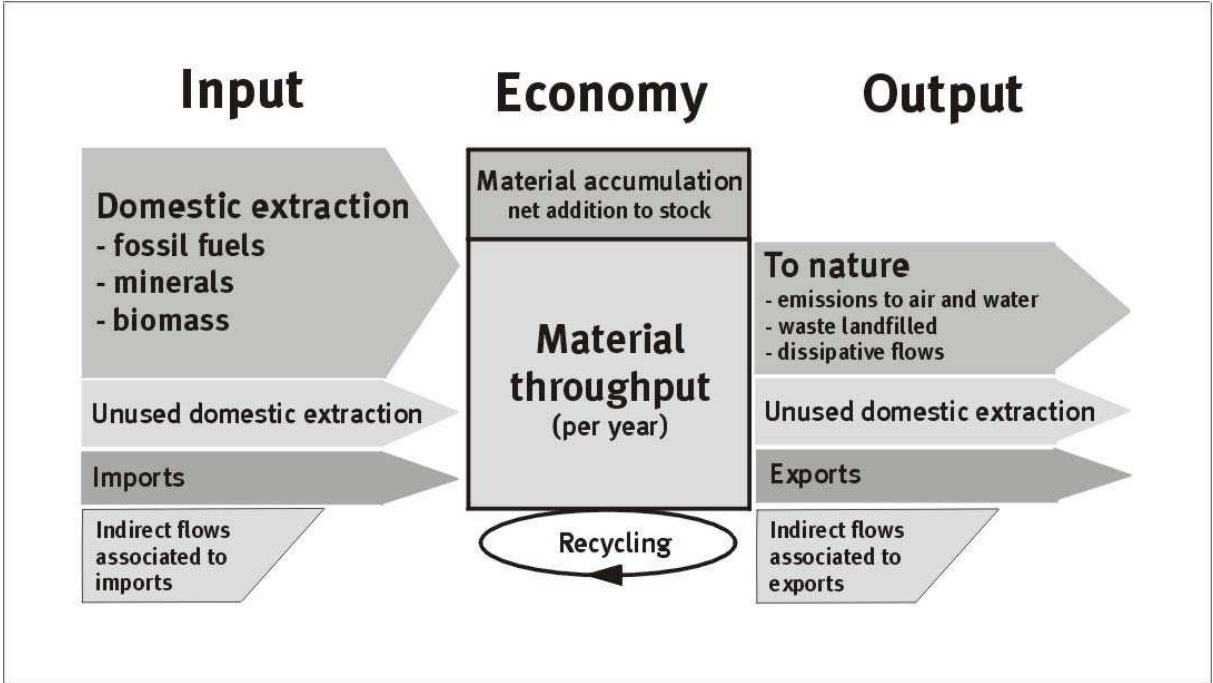 Input
Domestic extraction
- fossil fuels
- minerals
- biomass
Unused domestic extraction
Imports
Indirect flows
associated to
imports
Economy
Material accumulation
net addition to stock
Material
throughput
(per year)
Recycling
Output
To nature
- emissions to air and water
- waste landfilled
- dissipative flows
Unused domestic extraction
Exports
Indirect flows
associated to
exports